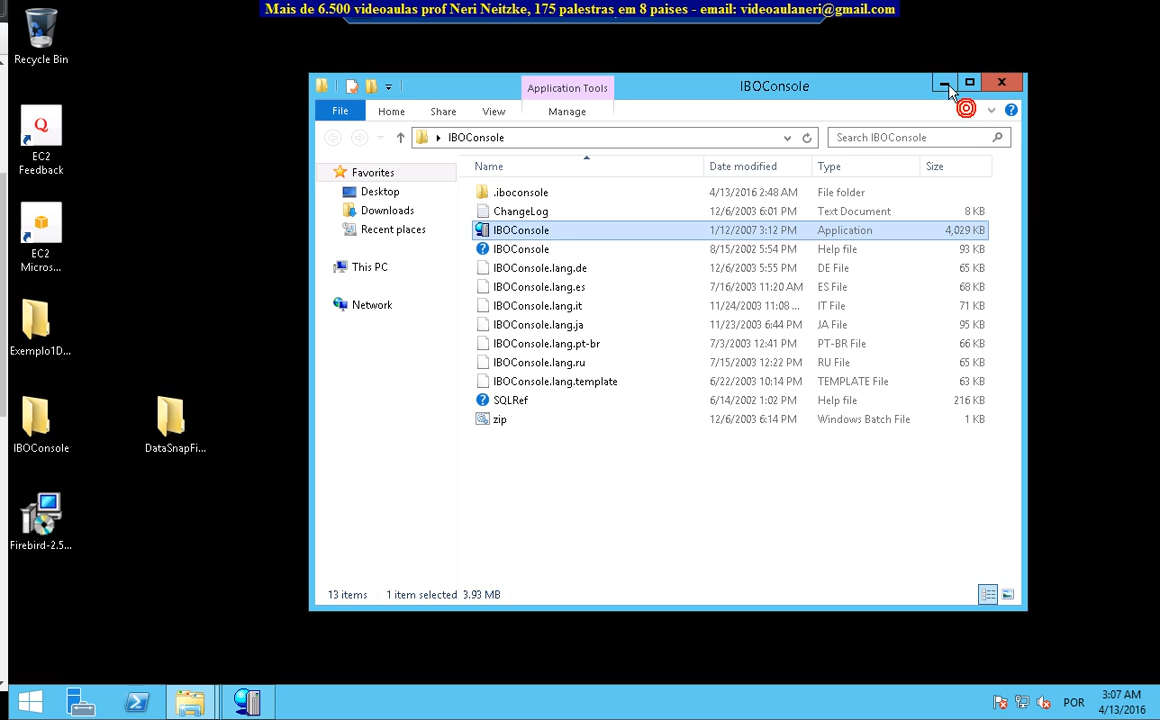 Mais de 6.500 videoaulas prof Neri Neitzke, 175 palestras em 8 paises - email: videoaulaneri@gmail.com
Recycle Bin
EC2
Feedback
EC2
Micros...
Exemplo1D...
IBOConsole
DataSnapFi...
Firebird-2.5...
Application Tools
IBOConsole
File
Home
Share
View
Manage
IBOConsole
Search IBOConsole
Favorites
Desktop
Downloads
Recent places
This PC
Network
Name Date modified Type Size
.iboconsole 4/13/2016 2:48 AM File folder
ChangeLog 12/6/2003 6:01 PM Text Document 8 KB
IBOConsole 1/12/2007 3:12 PM Application 4,029 KB
IBOConsole 8/15/2002 5:54 PM Help file 93 KB
IBOConsole.lang.de 12/6/2003 5:55 PM DE File 65 KB
IBOConsole.lang.es 7/16/2003 11:20 AM ES File 68 KB
IBOConsole.lang.it 11/24/2003 11:08 ... IT File 71 KB
IBOConsole.lang.ja 11/23/2003 6:44 PM JA File 95 KB
IBOConsole.lang.pt-br 7/3/2003 12:41 PM PT-BR File 66 KB
IBOConsole.lang.ru 7/15/2003 12:22 PM RU File 65 KB
IBOConsole.lang.template 6/22/2003 10:14 PM TEMPLATE File 63 KB
SQLRef 6/14/2002 1:02 PM Help file 216 KB
zip 12/6/2003 6:14 PM Windows Batch File 1 KB
13 items 1 item selected 3.93 MB
POR
3:07 AM
4/13/2016